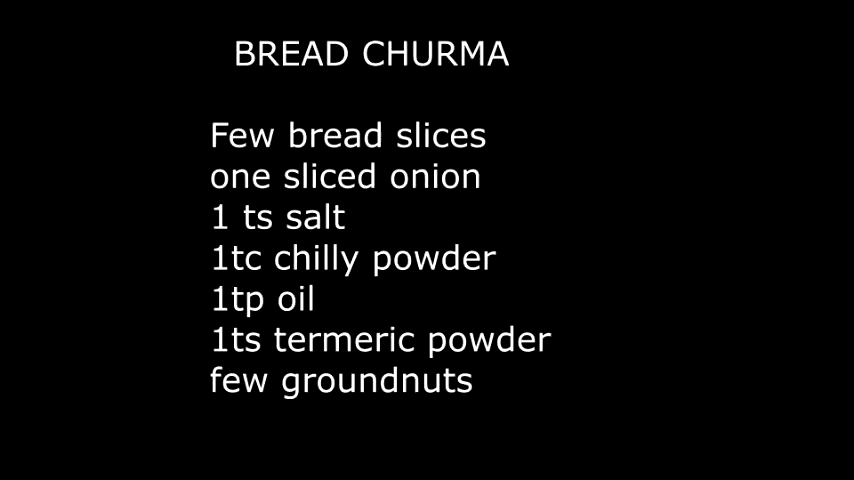 BREAD CHURMA
Few bread slices
one sliced onion
1 ts salt
1tc chilly powder
1tp oil
1ts termeric powder
few groundnuts